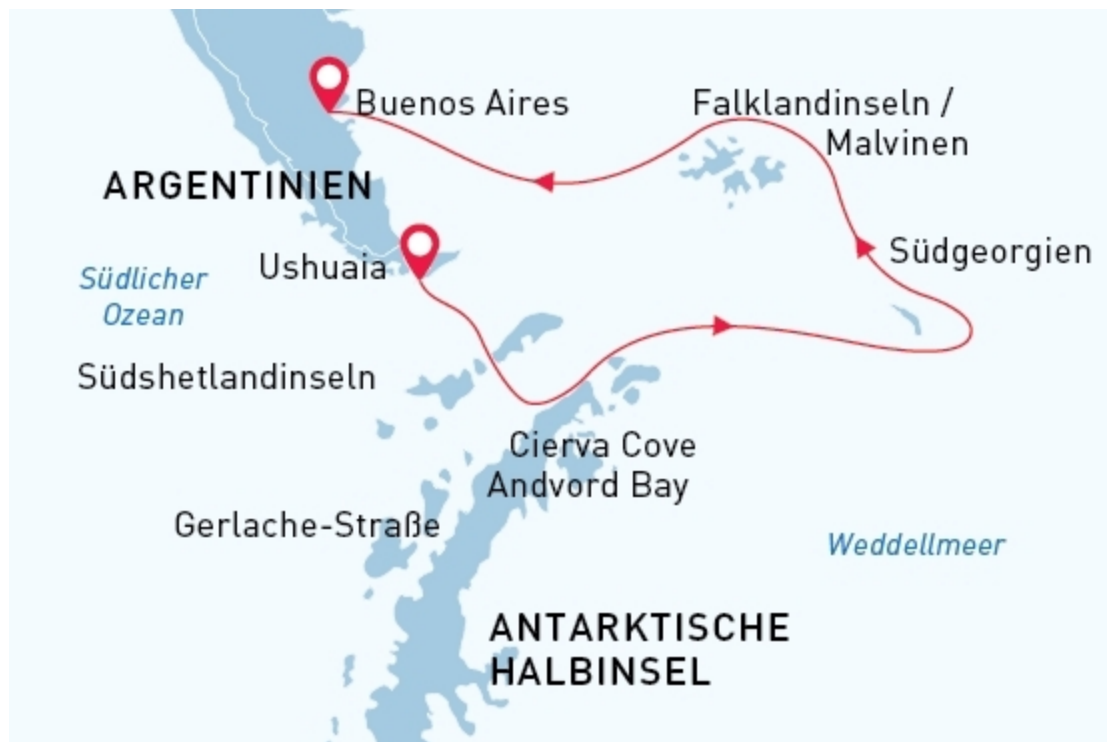 Buenos Aires
Falklandinseln /
Malvinen
ARGENTINIEN
Südgeorgien
Ushuaia
Südlicher
Ozean
Südshetlandinseln
Cierva Cove
Andvord Bay
Gerlache-Straße
Weddellmeer
ANTARKTISCHE
HALBINSEL